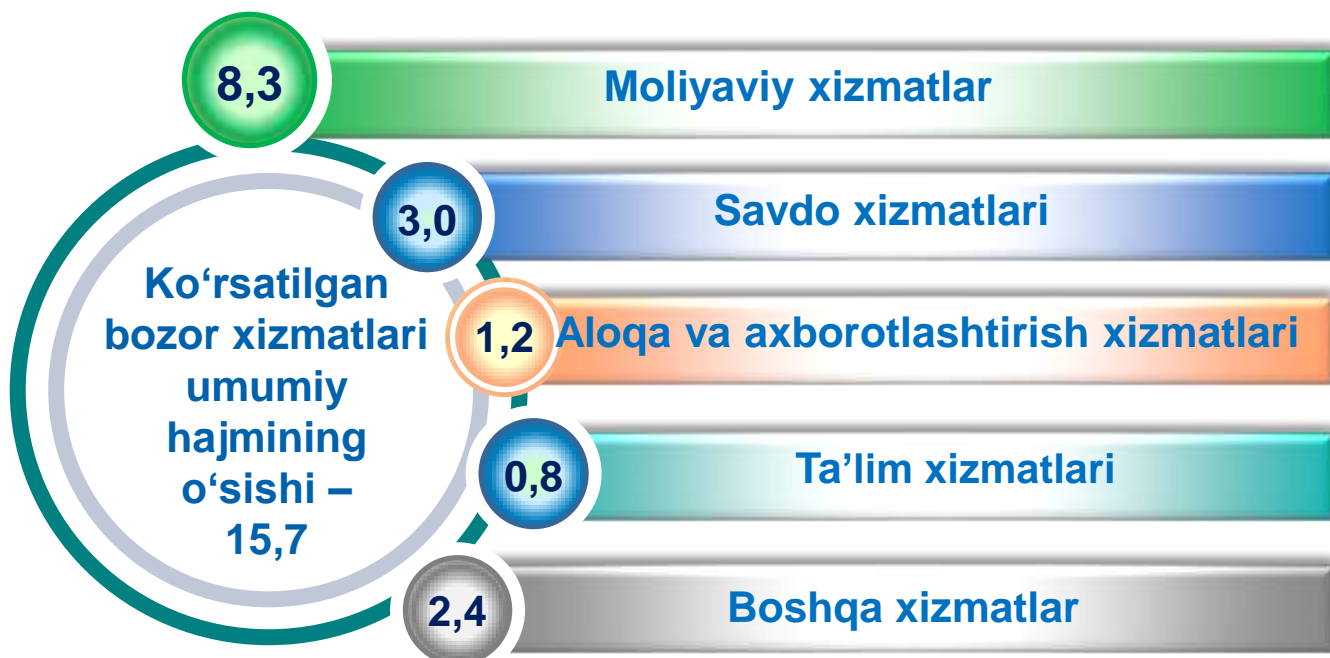 8,3
Moliyaviy xizmatlar
3,0
Savdo xizmatlari
Ko‘rsatilgan
bozor xizmatlari
umumiy
hajmining
o‘sishi –
15,7
1,2
Aloqa va axborotlashtirish xizmatlari
0,8
Ta’lim xizmatlari
2,4
Boshqa xizmatlar